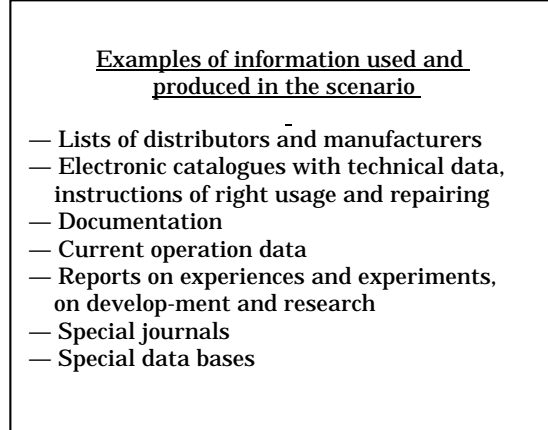 Examples of information used and
produced in the scenario
— Lists of distributors and manufacturers
— Electronic catalogues with technical data,
instructions of right usage and repairing
— Documentation
— Current operation data
— Reports on experiences and experiments,
on develop-ment and research
— Special journals
— Special data bases